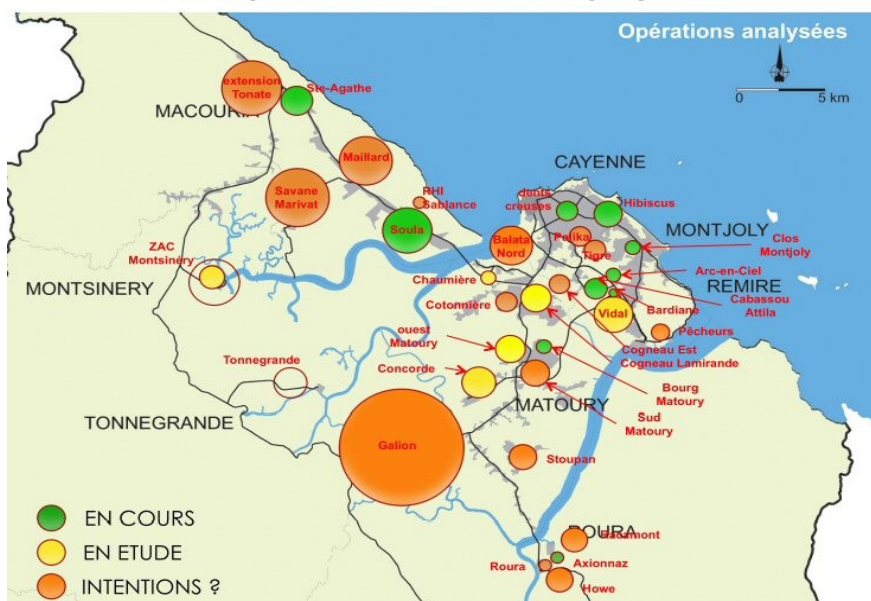 Opérations analysées
N
0 5 km
extension
Tonate
Ste-Agathe
MACOURIA
Maillard
CAYENNE
Savane
Marivat
RHI
Sablance
dents
creuses
Hibiscus
Soula
Balata
Nord
Palika
Tigre
MONTJOLY
Clos
Montjoly
ZAC
Montsinéry
MONTSINERY
Chaumière
Arc-en-Ciel
REMIRE
Cotonnière
Cabassou
Attila
Bardiane
Vidal
Pêcheurs
ouest
Matoury
Cogneau Est
Cogneau Lamirande
Tonnegrande
Concorde
Bourg
Matoury
MATOURY
Sud
Matoury
TONNEGRANDE
Galion
Stoupan
EN COURS
EN ETUDE
INTENTIONS ?
ROURA
Roura
Axionnaz
Howe